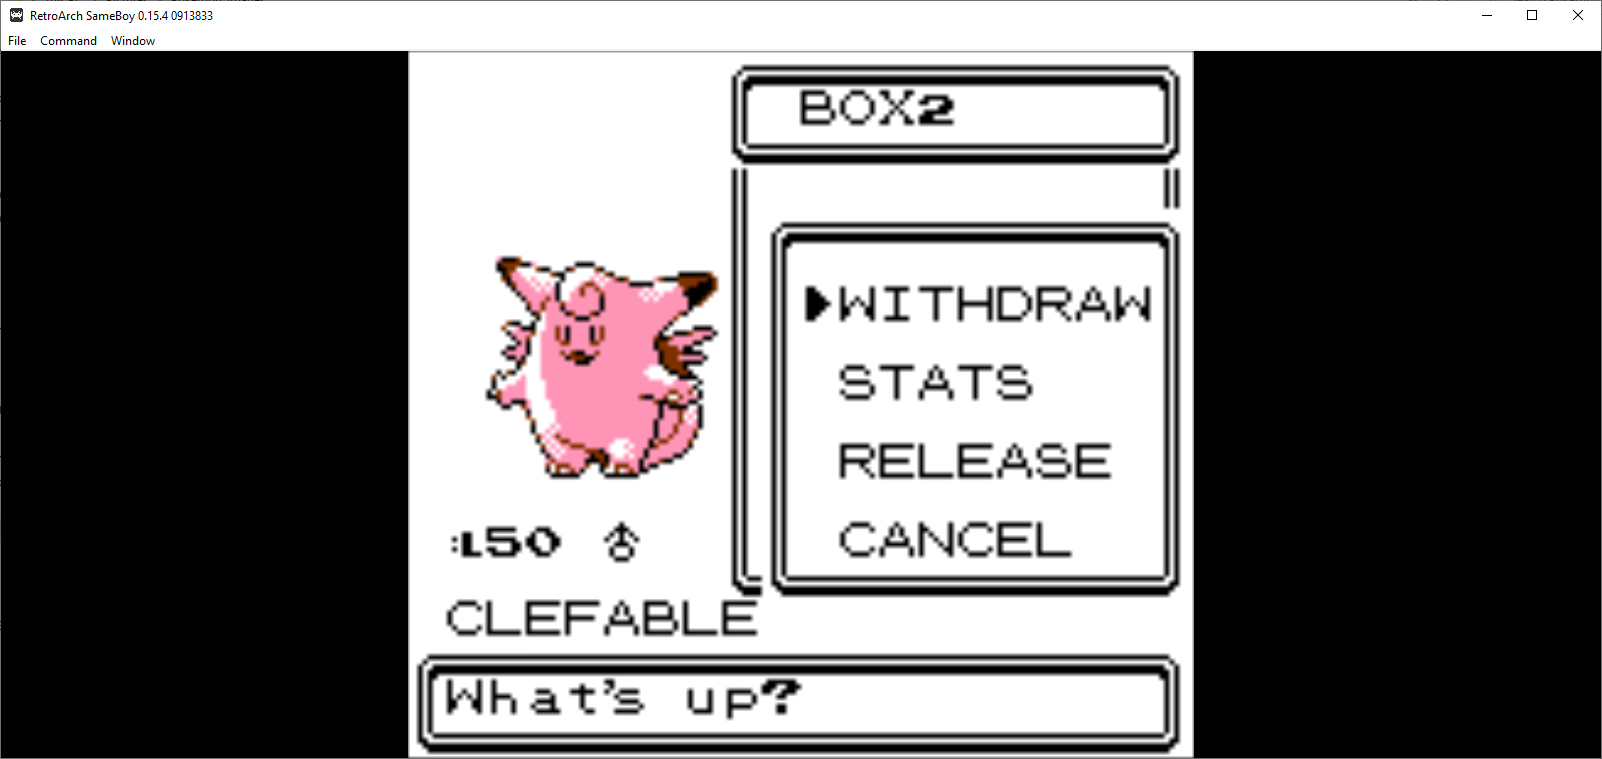 RetroArch SameBoy 0.15.4 0913833
File Command Window
BOX2
WITHDRAW
STATS
RELEASE
CANCEL
:L50 ♂
CLEFABLE
What's up?